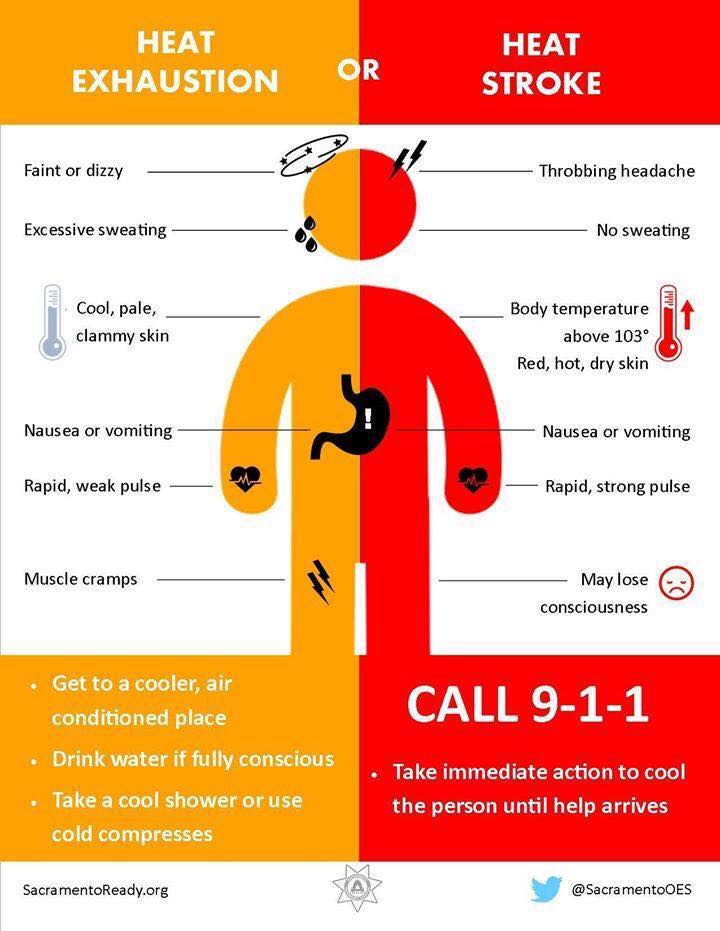 HEAT
EXHAUSTION
OR
HEAT
STROKE
Faint or dizzy
Throbbing headache
Excessive sweating
No sweating
Cool, pale,
clammy skin
Body temperature
above 103°
Red, hot, dry skin
!
Nausea or vomiting
Nausea or vomiting
Rapid, weak pulse
Rapid, strong pulse
Muscle cramps
May lose
consciousness
• Get to a cooler, air
conditioned place
• Drink water if fully conscious
• Take a cool shower or use
cold compresses
CALL 9-1-1
• Take immediate action to cool
the person until help arrives
SacramentoReady.org
@SacramentoOES